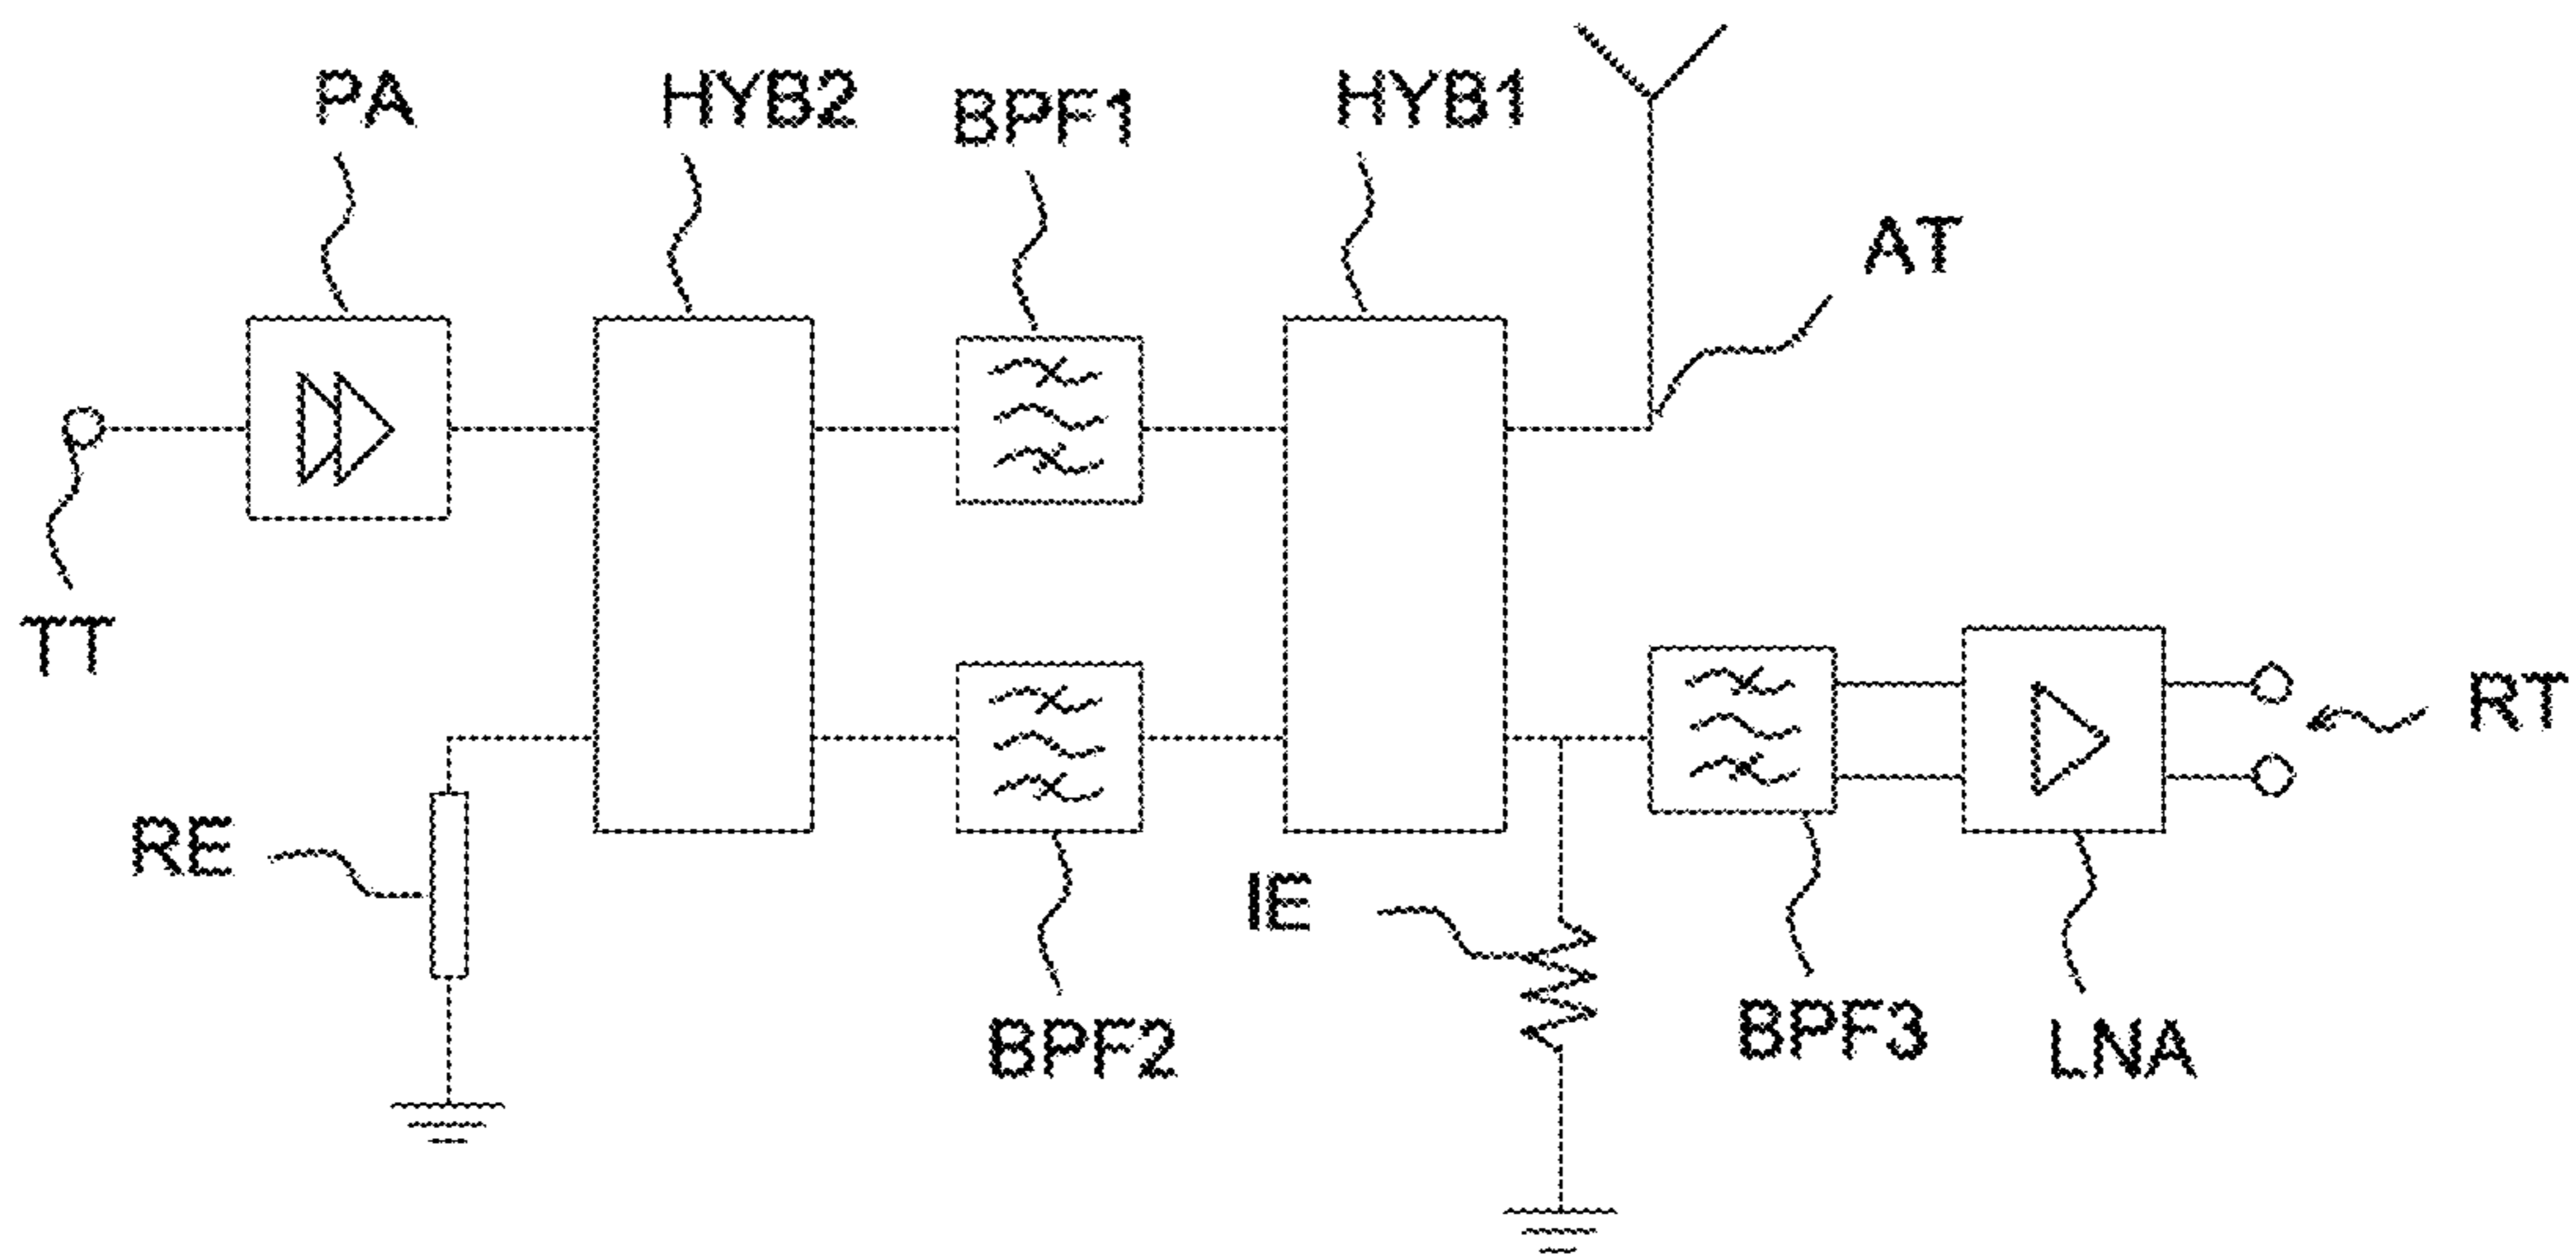 PA
HYB2
BPF1
HYB1
AT
TT
RT
RE
IE
BPF2
BPF3
LNA